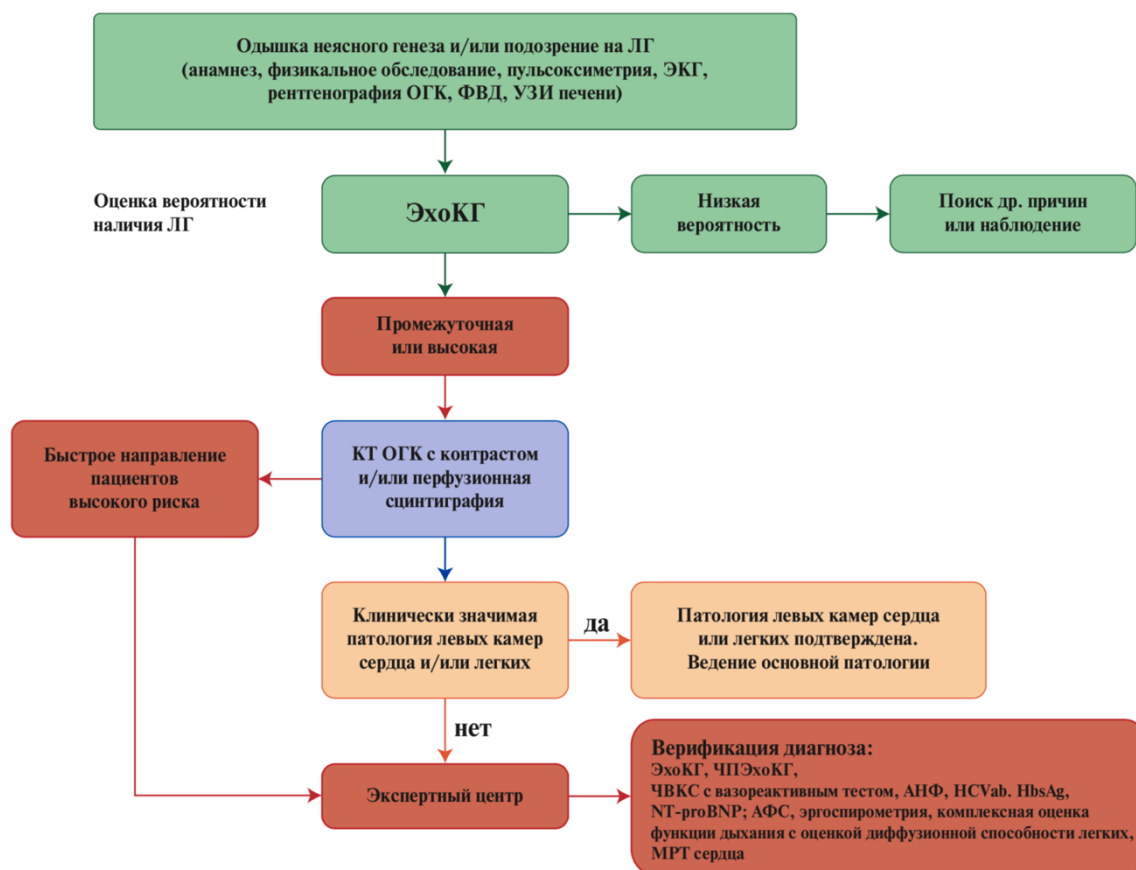 Одышка неясного генеза и/или подозрение на ЛГ
(анамнез, физикальное обследование, пульсоксиметрия, ЭКГ,
рентгенография ОГК, ФВД, УЗИ печени)
Оценка вероятности
наличия ЛГ
ЭхоКГ
Низкая
вероятность
Поиск др. причин
или наблюдение
Промежуточная
или высокая
Быстрое направление
пациентов
высокого риска
КТ ОГК с контрастом
и/или перфузионная
сцинтиграфия
Клинически значимая
патология левых камер
сердца и/или легких
да
Патология левых камер сердца
или легких подтверждена.
Ведение основной патологии
нет
Экспертный центр
Верификация диагноза:
ЭхоКГ, ЧПЭхоКГ,
ЧВКС с вазореактивным тестом, АНФ, HCVab. HbsAg,
NT-proBNP; АФС, эргоспирометрия, комплексная оценка
функции дыхания с оценкой диффузионной способности легких,
МРТ сердца